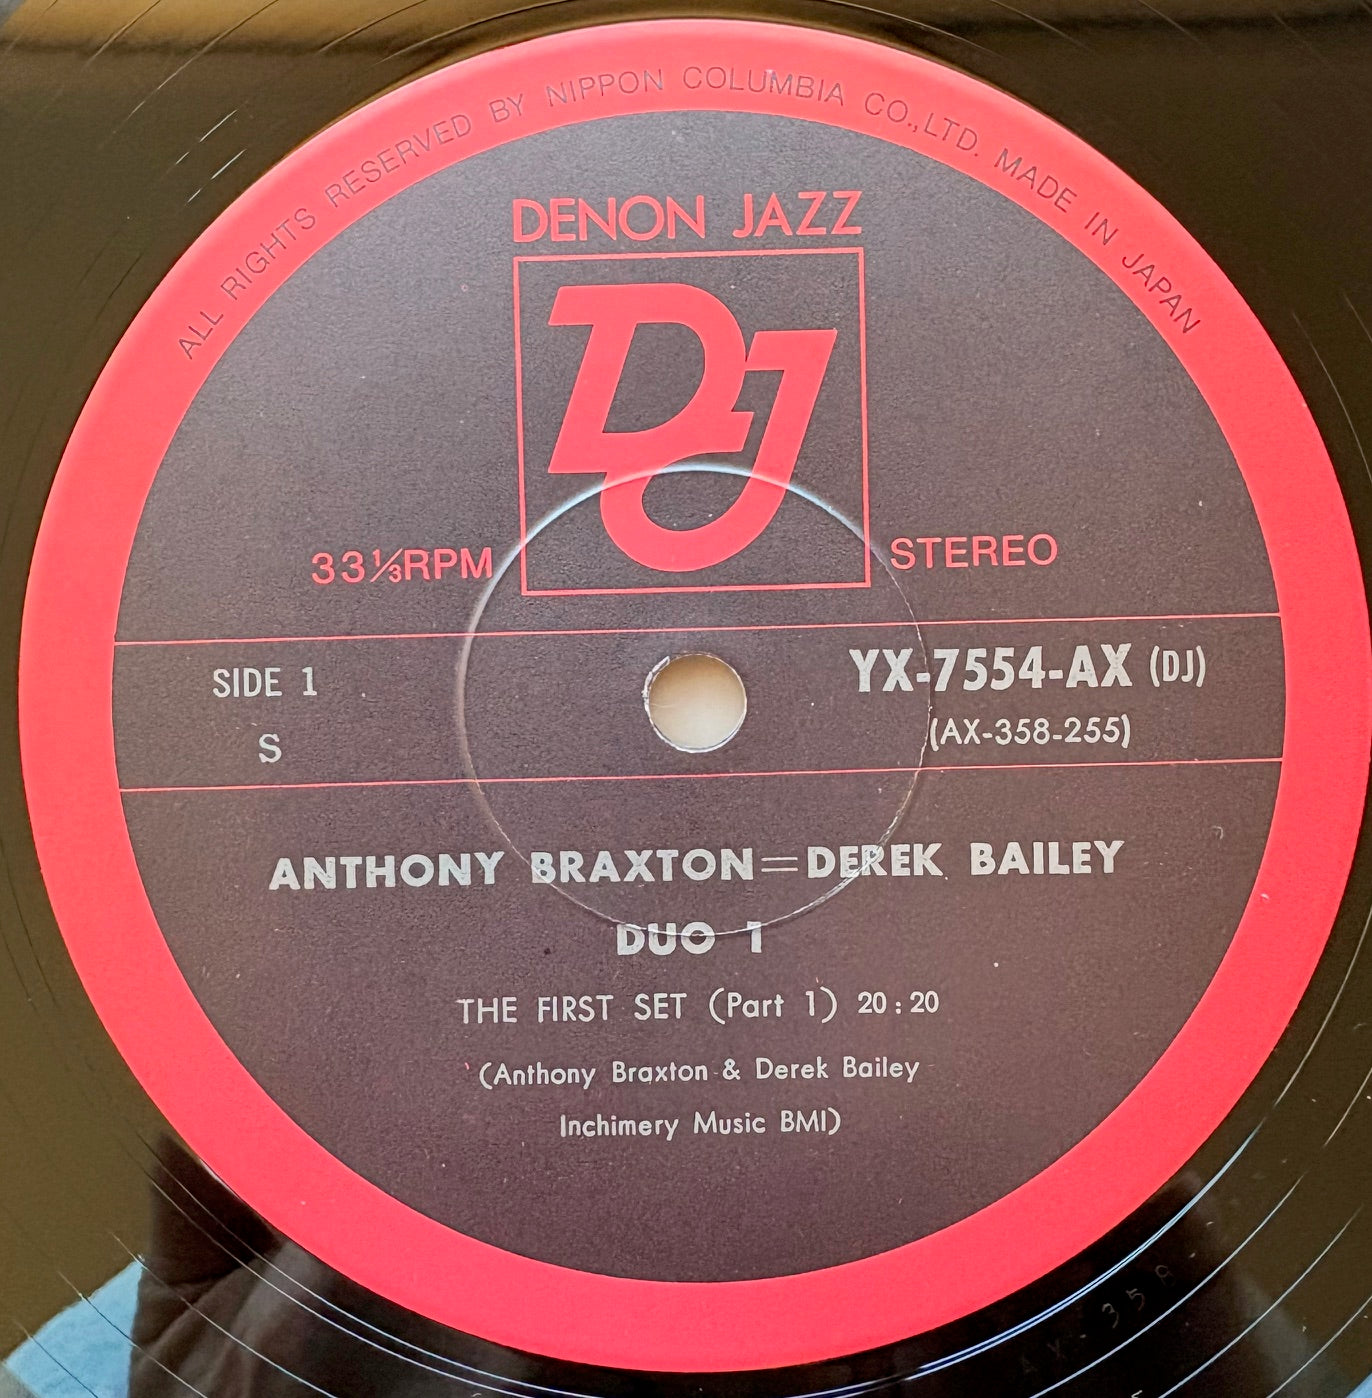 ALL RIGHTS RESERVED BY NIPPON COLUMBIA CO.,LTD. MADE IN JAPAN
DENON JAZZ
DJ
33⅓RPM STEREO
SIDE 1 YX-7554-AX (DJ)
S (AX-358-255)
ANTHONY BRAXTON=DEREK BAILEY
DUO 1
THE FIRST SET (Part 1) 20:20
(Anthony Braxton & Derek Bailey
Inchimery Music BMI)
AX-358